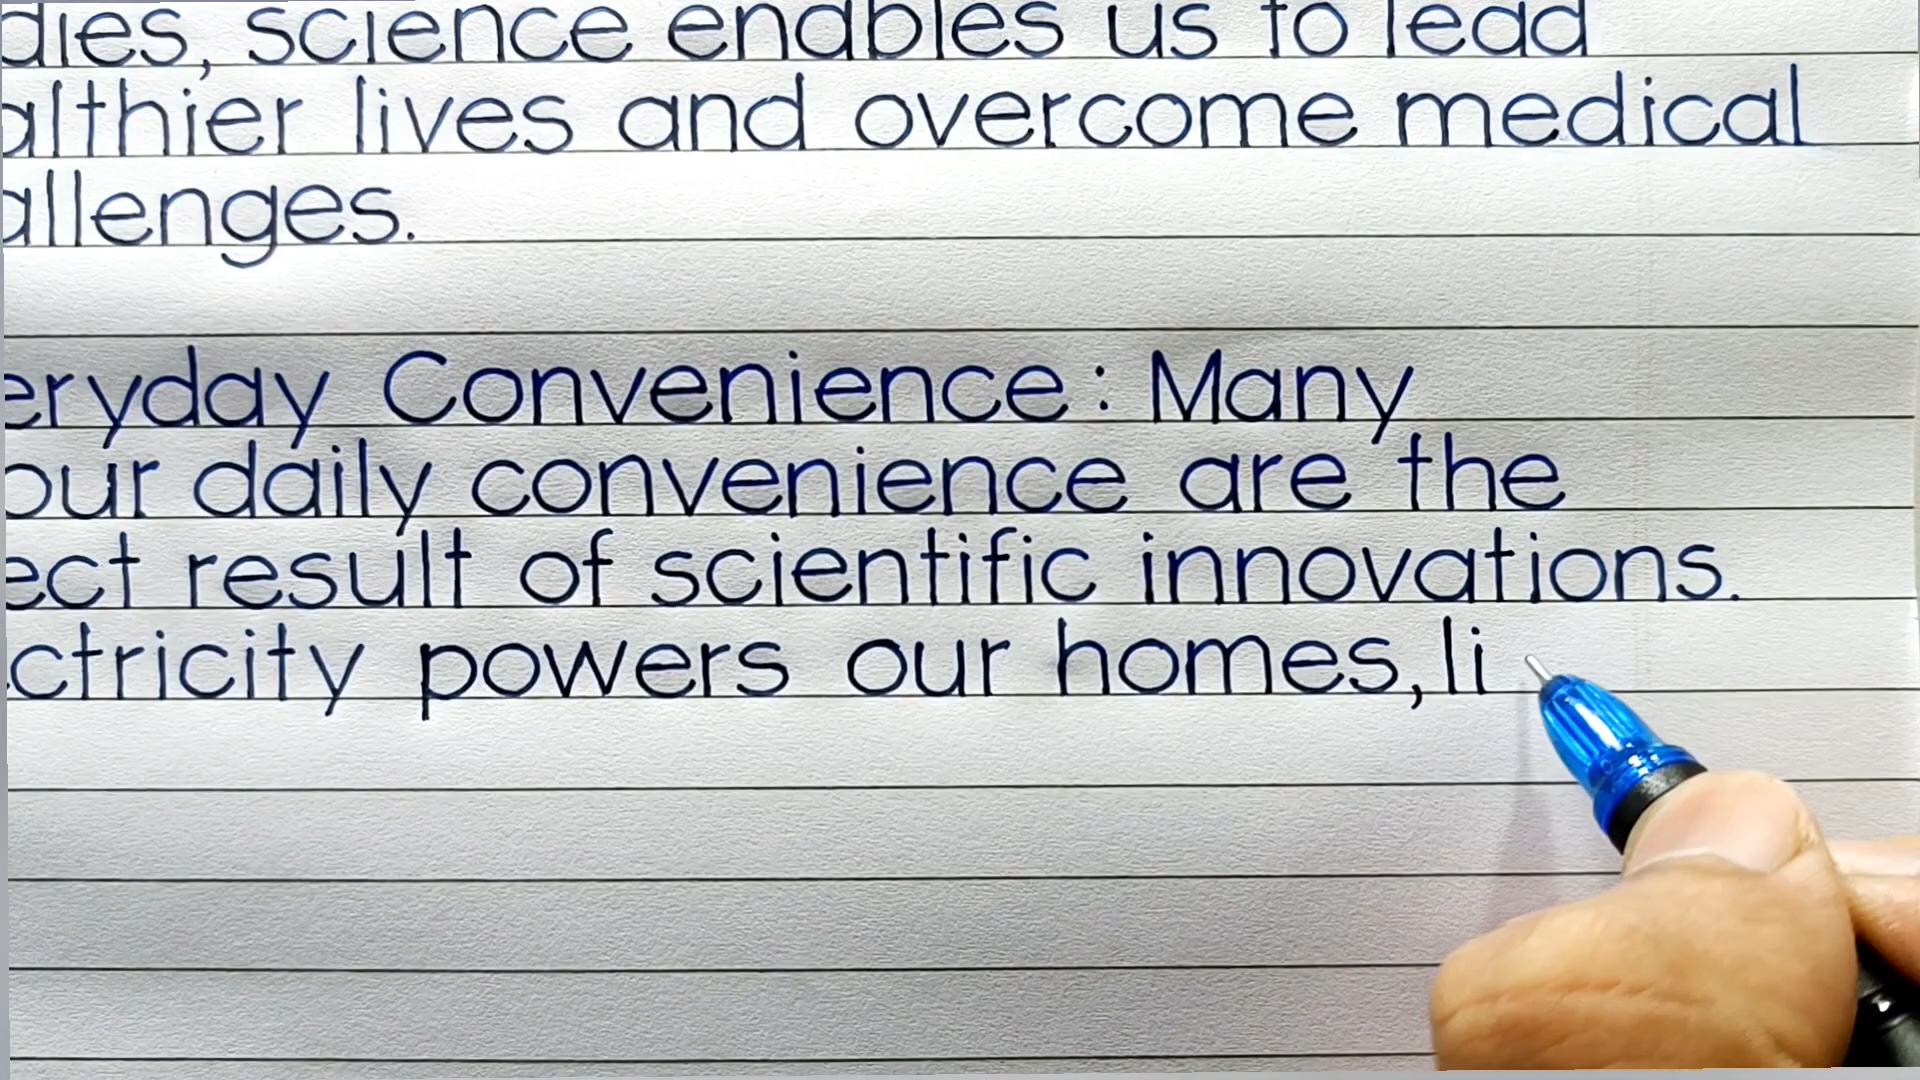 dies, science enables us to lead
althier lives and overcome medical
allenges.
eryday Convenience: Many
our daily convenience are the
ect result of scientific innovations.
ctricity powers our homes, li